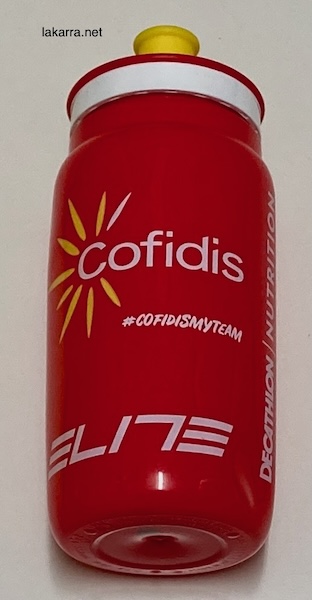 lakarra.net
Cofidis
#COFIDISMYTEAM
ELITE
DECATHLON | NUTRITION